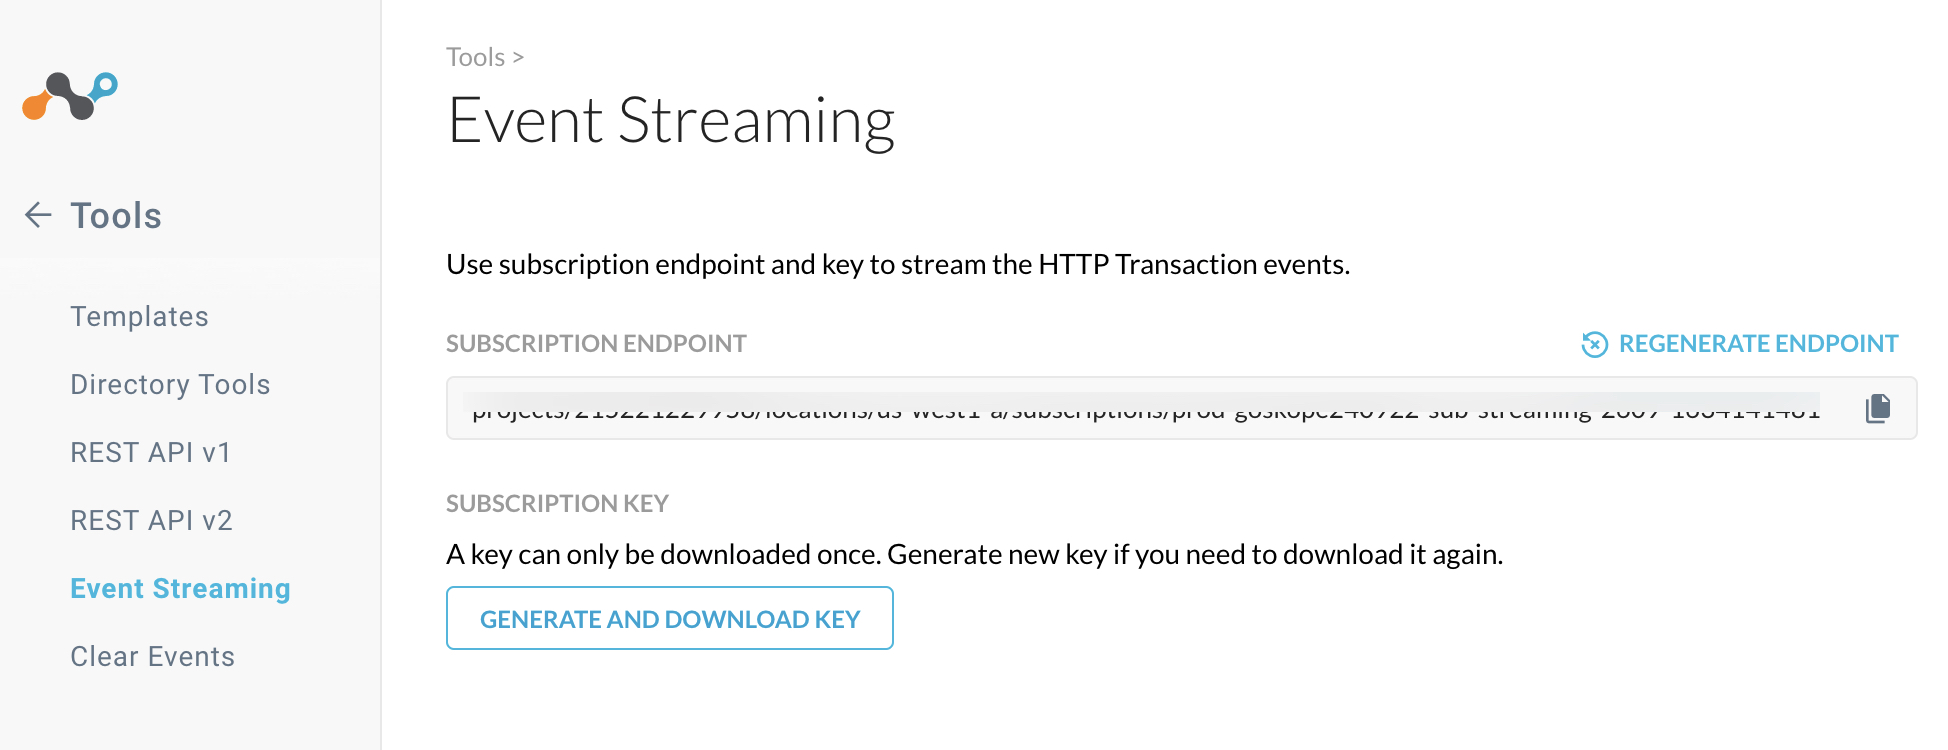 Tools >
Event Streaming
Tools
Use subscription endpoint and key to stream the HTTP Transaction events.
Templates
SUBSCRIPTION ENDPOINT
REGENERATE ENDPOINT
Directory Tools
REST API v1
SUBSCRIPTION KEY
REST API v2
A key can only be downloaded once. Generate new key if you need to download it again.
Event Streaming
GENERATE AND DOWNLOAD KEY
Clear Events